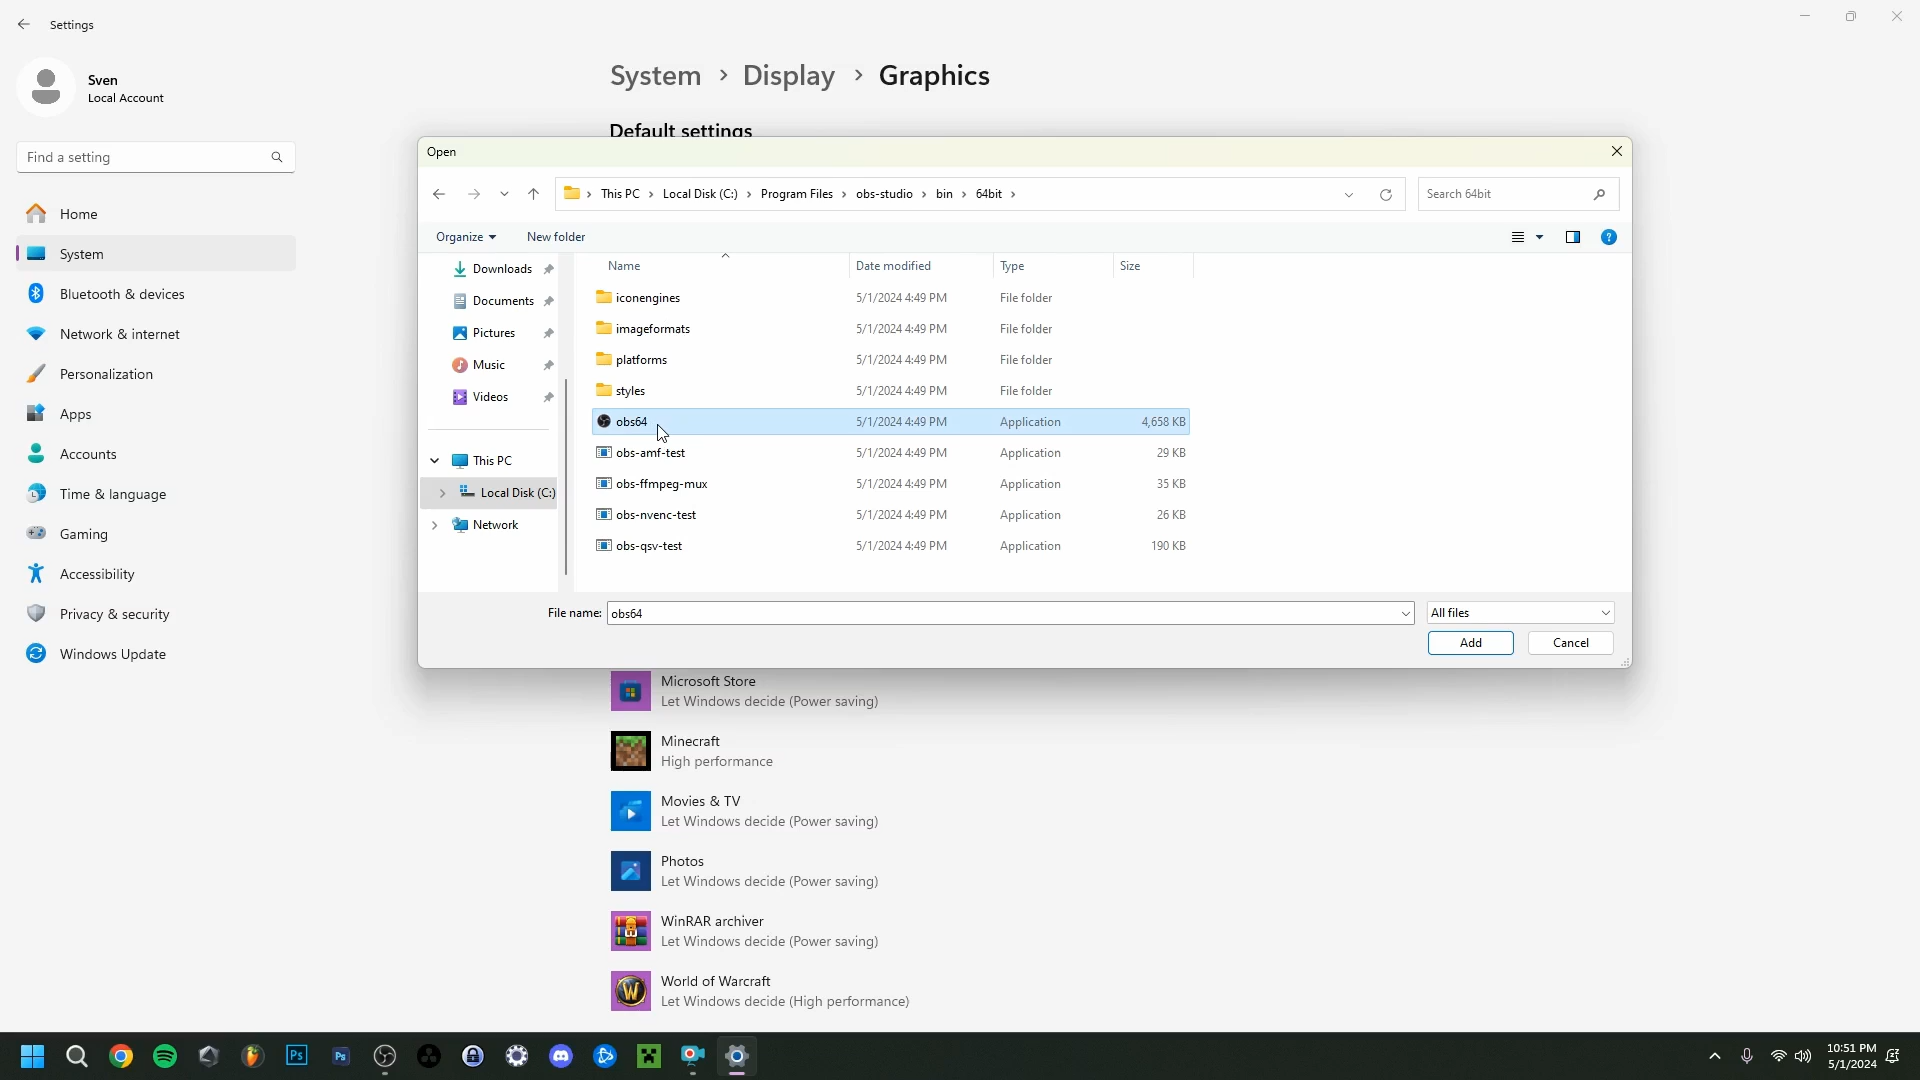 Settings
Sven
Local Account
Find a setting
Home
System
Bluetooth & devices
Network & internet
Personalization
Apps
Accounts
Time & language
Gaming
Accessibility
Privacy & security
Windows Update
System > Display > Graphics
Default settings
Open
This PC > Local Disk (C:) > Program Files > obs-studio > bin > 64bit >
Search 64bit
Organize
New folder
Downloads
Documents
Pictures
Music
Videos
This PC
Local Disk (C:)
Network
Name Date modified Type Size
iconengines 5/1/2024 4:49 PM File folder
imageformats 5/1/2024 4:49 PM File folder
platforms 5/1/2024 4:49 PM File folder
styles 5/1/2024 4:49 PM File folder
obs64 5/1/2024 4:49 PM Application 4,658 KB
obs-amf-test 5/1/2024 4:49 PM Application 29 KB
obs-ffmpeg-mux 5/1/2024 4:49 PM Application 35 KB
obs-nvenc-test 5/1/2024 4:49 PM Application 26 KB
obs-qsv-test 5/1/2024 4:49 PM Application 190 KB
File name: obs64
All files
Add
Cancel
Microsoft Store
Let Windows decide (Power saving)
Minecraft
High performance
Movies & TV
Let Windows decide (Power saving)
Photos
Let Windows decide (Power saving)
WinRAR archiver
Let Windows decide (Power saving)
World of Warcraft
Let Windows decide (High performance)
Ps
Ps
10:51 PM
5/1/2024